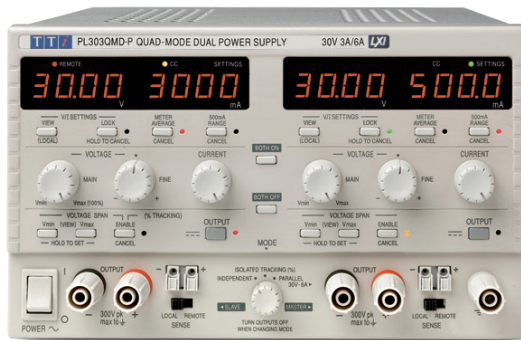 TTi PL303QMD-P QUAD-MODE DUAL POWER SUPPLY 30V 3A/6A LXI
REMOTE CC SETTINGS CC SETTINGS
30.00 3000 30.00 500.0
V mA V mA
V/I SETTINGS METER AVERAGE 500mA RANGE V/I SETTINGS METER AVERAGE 500mA RANGE
VIEW LOCK VIEW LOCK
(LOCAL) HOLD TO CANCEL CANCEL CANCEL (LOCAL) HOLD TO CANCEL CANCEL CANCEL
VOLTAGE CURRENT BOTH ON VOLTAGE CURRENT
MAIN FINE MAIN FINE
Vmin Vmax (100%) Vmin Vmax
BOTH OFF
VOLTAGE SPAN (% TRACKING) OUTPUT VOLTAGE SPAN OUTPUT
Vmin (VIEW) Vmax ENABLE Vmin (VIEW) Vmax ENABLE
HOLD TO SET CANCEL MODE HOLD TO SET CANCEL
ISOLATED TRACKING (%)
INDEPENDENT PARALLEL
30V- 6A
OUTPUT - + OUTPUT - +
I
O
- 300V pk max to + LOCAL REMOTE SLAVE MASTER - 300V pk max to + LOCAL REMOTE
POWER SENSE TURN OUTPUTS OFF SENSE
WHEN CHANGING MODE